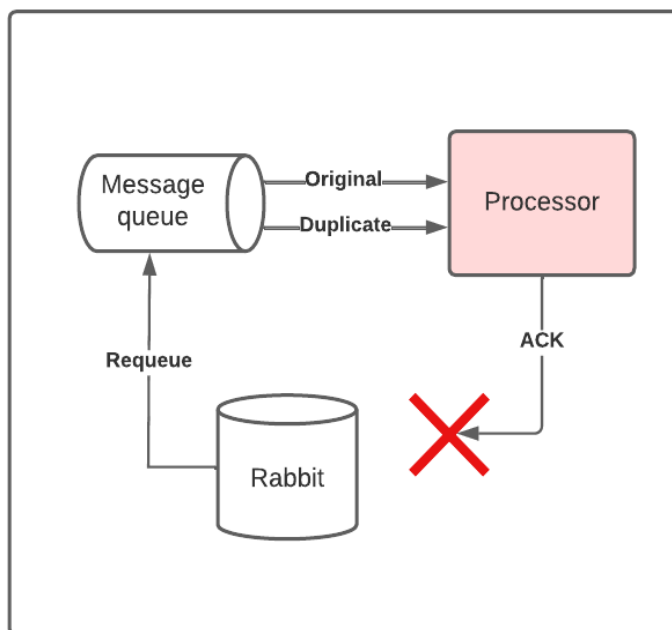 Message
queue
Original
Duplicate
Processor
ACK
Requeue
Rabbit